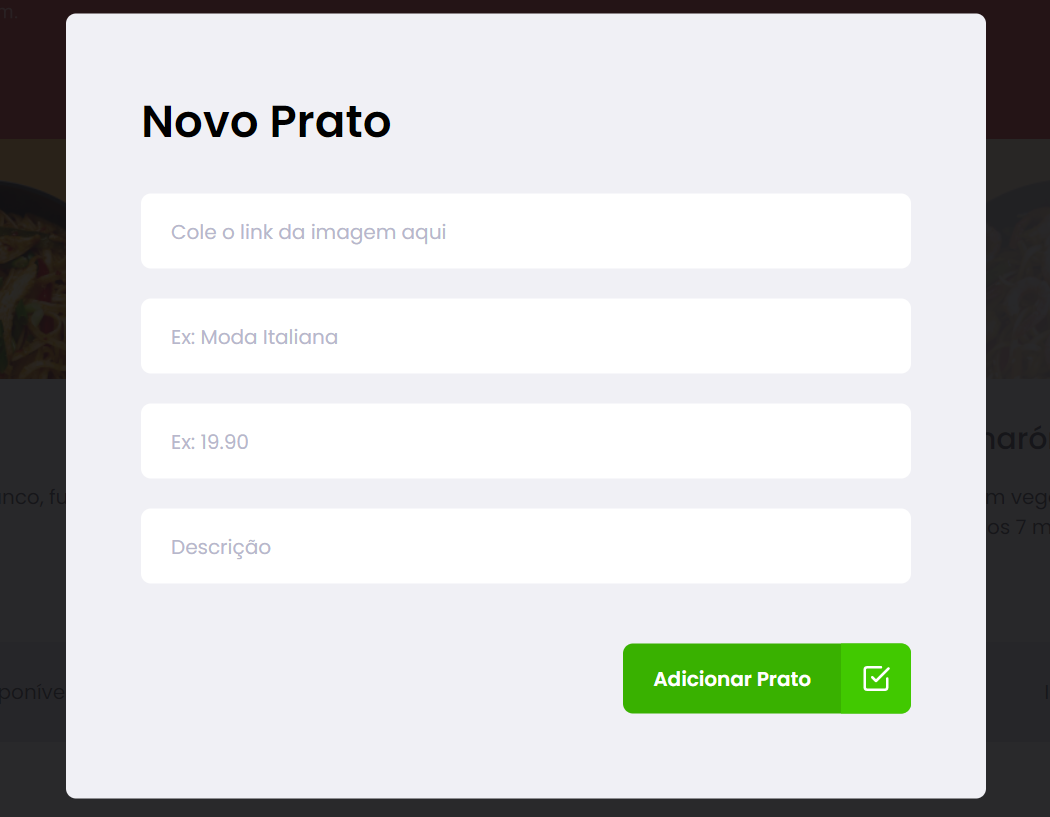 m.
Novo Prato
Cole o link da imagem aqui
Ex: Moda Italiana
Ex: 19.90
Descrição
Adicionar Prato